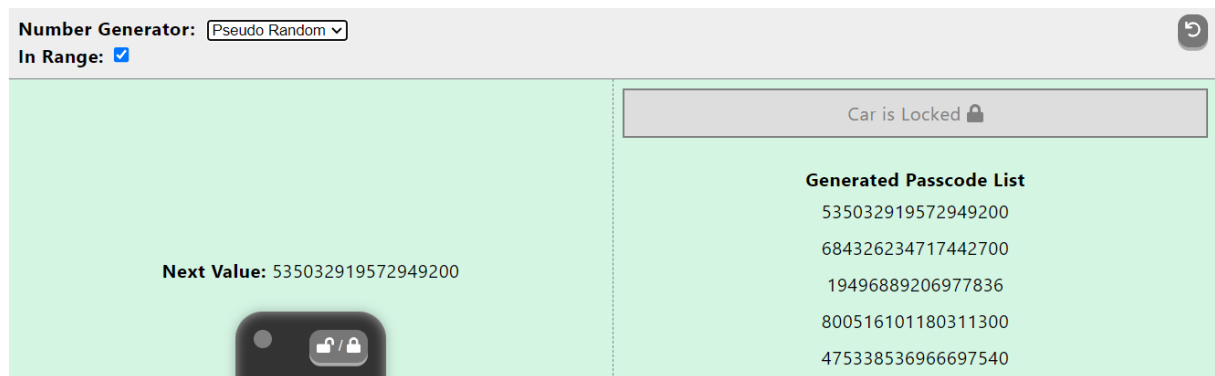 Number Generator: Pseudo Random
In Range:
Car is Locked
Generated Passcode List
535032919572949200
684326234717442700
Next Value: 535032919572949200
19496889206977836
800516101180311300
/
475338536966697540